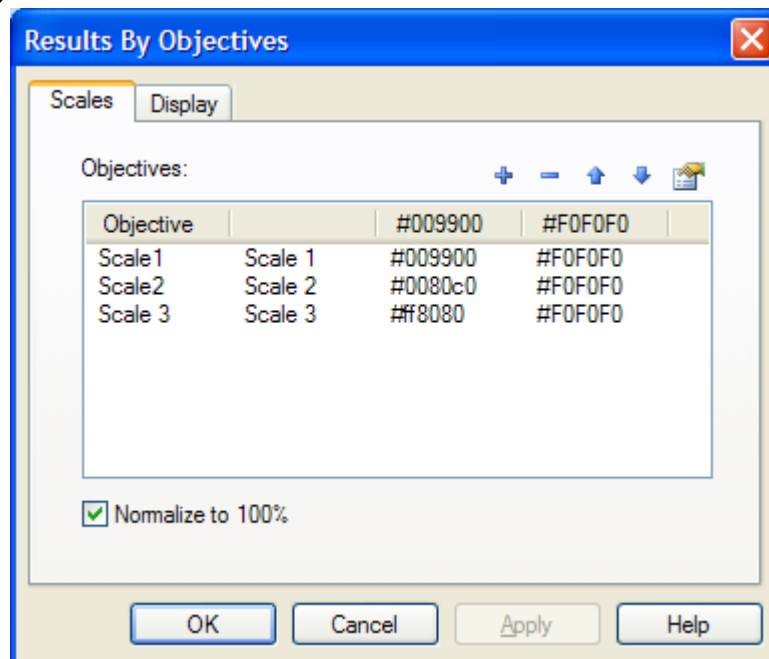 Results By Objectives
Scales Display
Objectives:
Objective #009900 #F0F0F0
Scale1 Scale 1 #009900 #F0F0F0
Scale2 Scale 2 #0080c0 #F0F0F0
Scale 3 Scale 3 #ff8080 #F0F0F0
Normalize to 100%
OK Cancel Apply Help